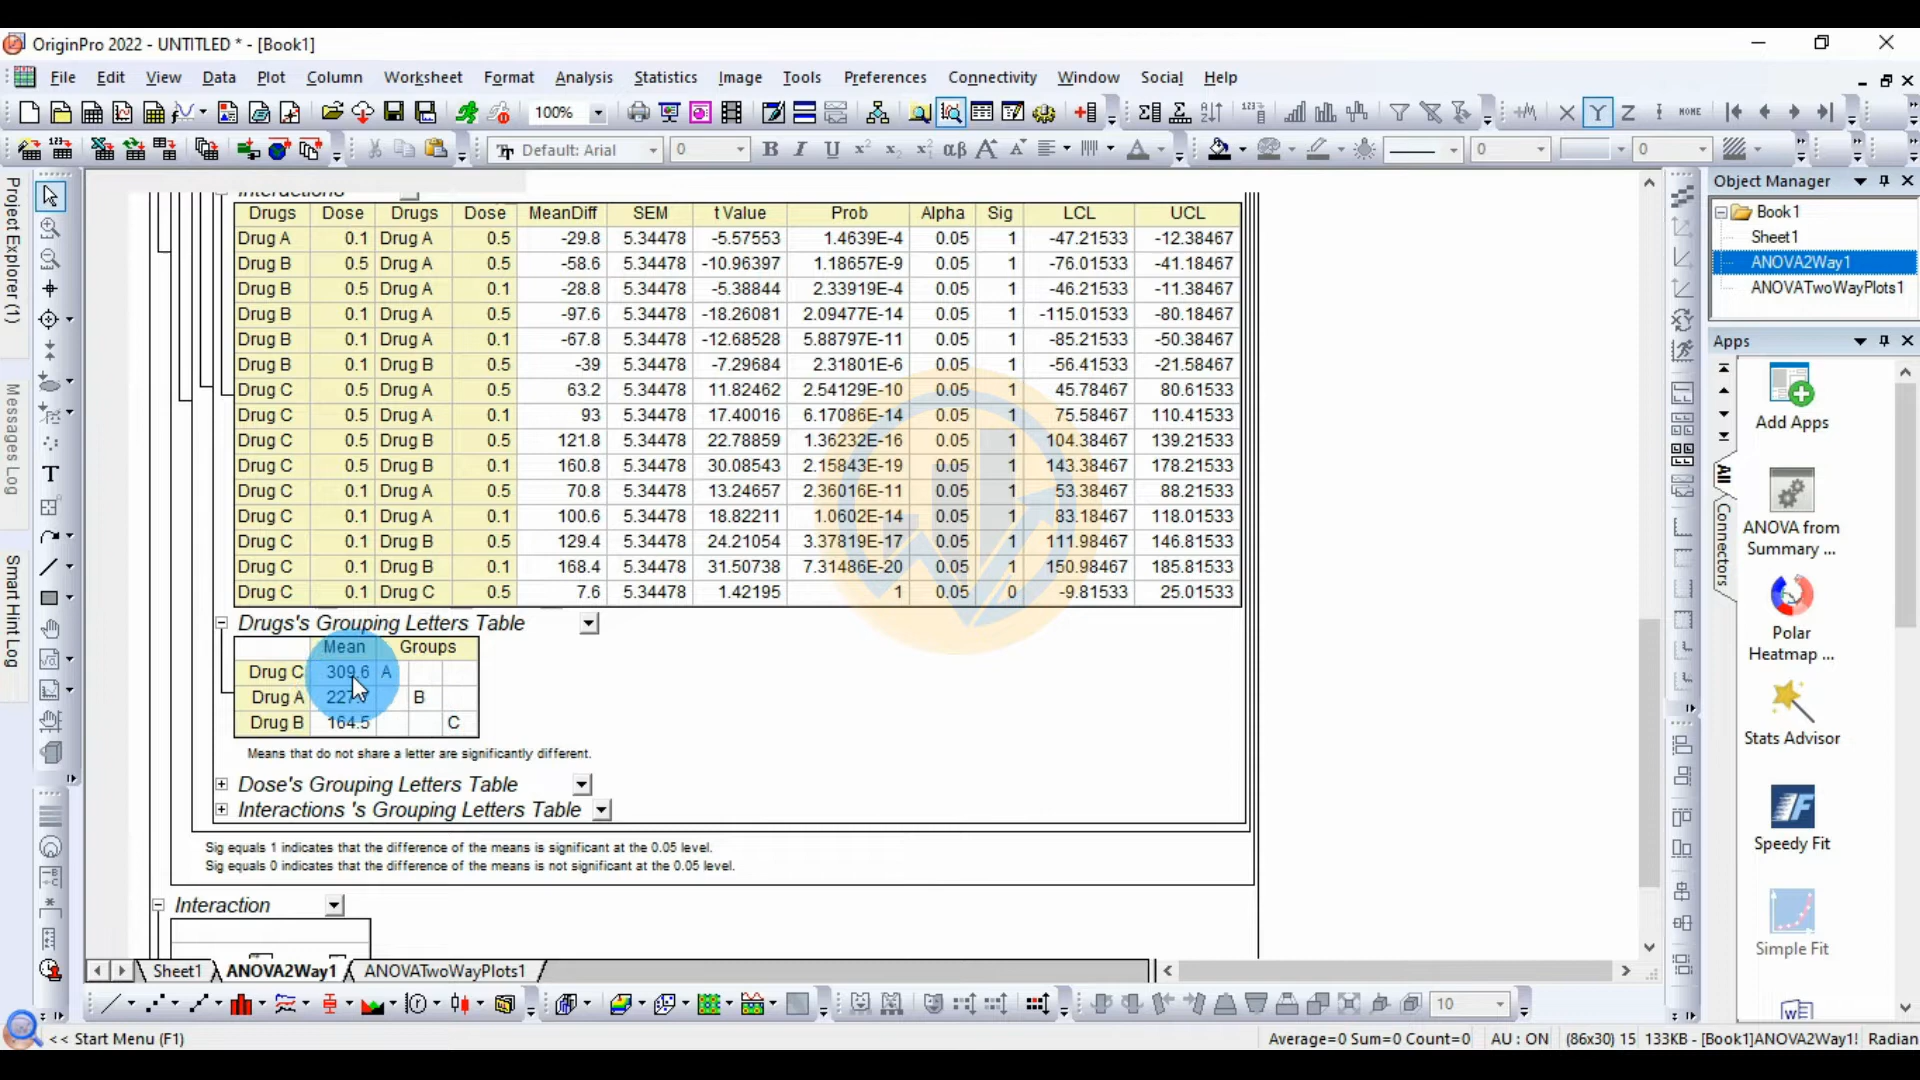 OriginPro 2022 - UNTITLED * - [Book1]
File Edit View Data Plot Column Worksheet Format Analysis Statistics Image Tools Preferences Connectivity Window Social Help
100%
Default: Arial 0 B I U αβ A A 0 0
Project Explorer (1)
Messages Log
Smart Hint Log
Interactions
Drugs Dose Drugs Dose MeanDiff SEM t Value Prob Alpha Sig LCL UCL
Drug A 0.1 Drug A 0.5 -29.8 5.34478 -5.57553 1.4639E-4 0.05 1 -47.21533 -12.38467
Drug B 0.5 Drug A 0.5 -58.6 5.34478 -10.96397 1.18657E-9 0.05 1 -76.01533 -41.18467
Drug B 0.5 Drug A 0.1 -28.8 5.34478 -5.38844 2.33919E-4 0.05 1 -46.21533 -11.38467
Drug B 0.1 Drug A 0.5 -97.6 5.34478 -18.26081 2.09477E-14 0.05 1 -115.01533 -80.18467
Drug B 0.1 Drug A 0.1 -67.8 5.34478 -12.68528 5.88797E-11 0.05 1 -85.21533 -50.38467
Drug B 0.1 Drug B 0.5 -39 5.34478 -7.29684 2.31801E-6 0.05 1 -56.41533 -21.58467
Drug C 0.5 Drug A 0.5 63.2 5.34478 11.82462 2.54129E-10 0.05 1 45.78467 80.61533
Drug C 0.5 Drug A 0.1 93 5.34478 17.40016 6.17086E-14 0.05 1 75.58467 110.41533
Drug C 0.5 Drug B 0.5 121.8 5.34478 22.78859 1.36232E-16 0.05 1 104.38467 139.21533
Drug C 0.5 Drug B 0.1 160.8 5.34478 30.08543 2.15843E-19 0.05 1 143.38467 178.21533
Drug C 0.1 Drug A 0.5 70.8 5.34478 13.24657 2.36016E-11 0.05 1 53.38467 88.21533
Drug C 0.1 Drug A 0.1 100.6 5.34478 18.82211 1.0602E-14 0.05 1 83.18467 118.01533
Drug C 0.1 Drug B 0.5 129.4 5.34478 24.21054 3.37819E-17 0.05 1 111.98467 146.81533
Drug C 0.1 Drug B 0.1 168.4 5.34478 31.50738 7.31486E-20 0.05 1 150.98467 185.81533
Drug C 0.1 Drug C 0.5 7.6 5.34478 1.42195 1 0.05 0 -9.81533 25.01533
Drugs's Grouping Letters Table
Mean Groups
Drug C 309.6 A
Drug A B
Drug B 164.5 C
Means that do not share a letter are significantly different.
Dose's Grouping Letters Table
Interactions 's Grouping Letters Table
Sig equals 1 indicates that the difference of the means is significant at the 0.05 level.
Sig equals 0 indicates that the difference of the means is not significant at the 0.05 level.
Interaction
Sheet1 ANOVA2Way1 ANOVATwoWayPlots1
10
<< Start Menu (F1)
Average=0 Sum=0 Count=0 AU : ON (86x30) 15 133KB - [Book1]ANOVA2Way1! Radian
Object Manager
Book1
Sheet1
ANOVA2Way1
ANOVATwoWayPlots1
Apps
All
Connectors
Add Apps
ANOVA from
Summary ...
Polar
Heatmap ...
Stats Advisor
Speedy Fit
Simple Fit